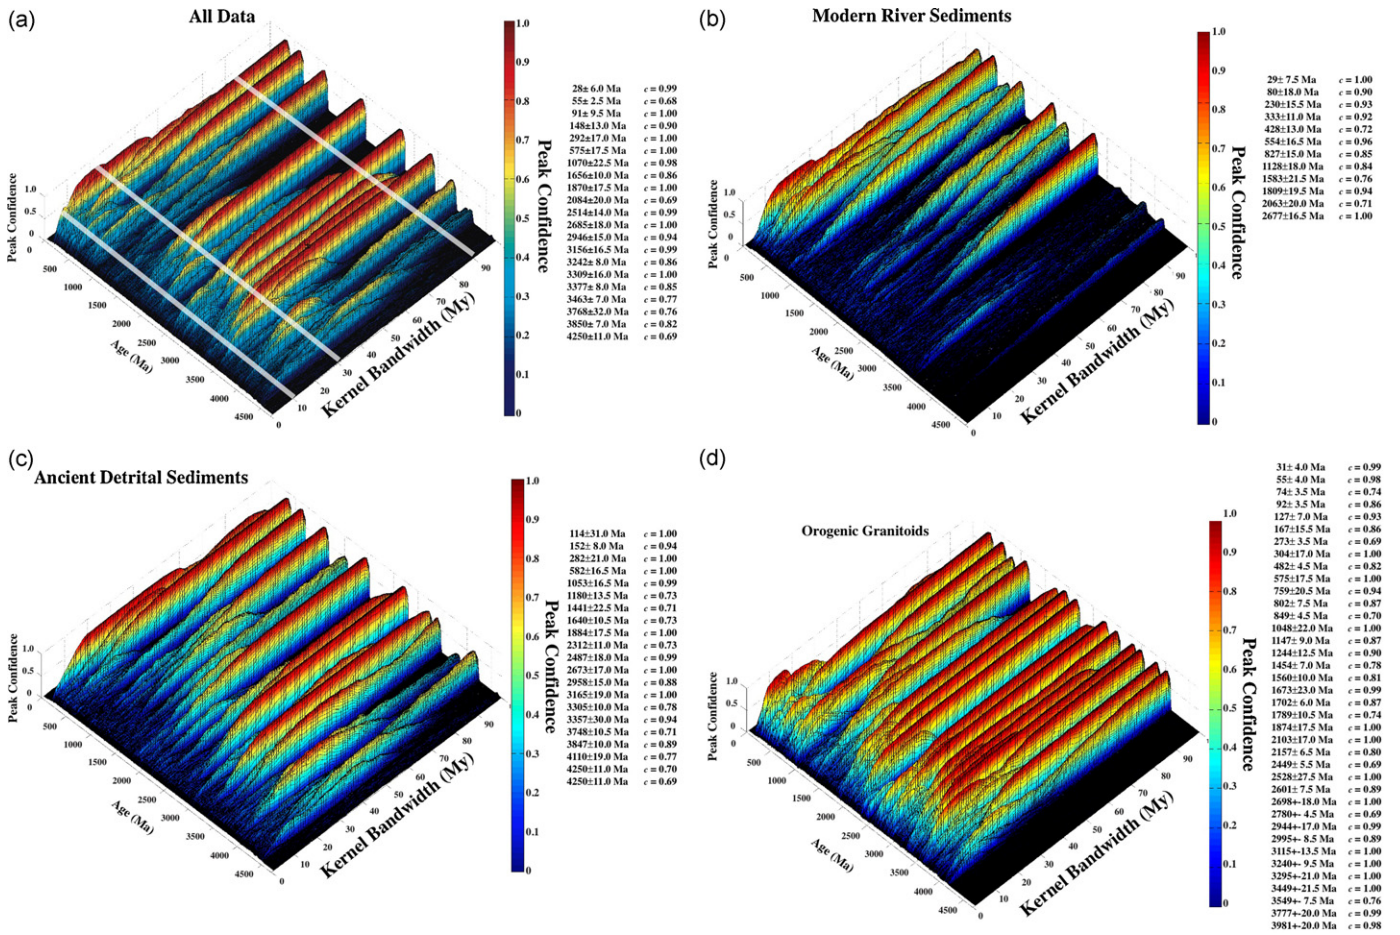 (a)
All Data
1.0
0.9
0.8
0.7
0.6
0.5
0.4
0.3
0.2
0.1
0
Peak Confidence
28± 6.0 Ma c = 0.99
55± 2.5 Ma c = 0.68
91± 9.5 Ma c = 1.00
148±13.0 Ma c = 0.90
292±17.0 Ma c = 1.00
575±17.5 Ma c = 1.00
1070±22.5 Ma c = 0.98
1656±10.0 Ma c = 0.86
1870±17.5 Ma c = 1.00
2084±20.0 Ma c = 0.69
2514±14.0 Ma c = 0.99
2685±18.0 Ma c = 1.00
2946±15.0 Ma c = 0.94
3156±16.5 Ma c = 0.99
3242± 8.0 Ma c = 0.86
3309±16.0 Ma c = 1.00
3377± 8.0 Ma c = 0.85
3463± 7.0 Ma c = 0.77
3768±32.0 Ma c = 0.76
3850± 7.0 Ma c = 0.82
4250±11.0 Ma c = 0.69
Peak Confidence
1.0
0.5
0
0
500
1000
1500
2000
2500
3000
3500
4000
4500
Age (Ma)
0
10
20
30
40
50
60
70
80
90
Kernel Bandwidth (My)
(b)
Modern River Sediments
1.0
0.9
0.8
0.7
0.6
0.5
0.4
0.3
0.2
0.1
0
Peak Confidence
29± 7.5 Ma c = 1.00
80±18.0 Ma c = 0.90
230±15.5 Ma c = 0.93
333±11.0 Ma c = 0.92
428±13.0 Ma c = 0.72
554±16.5 Ma c = 0.96
827±15.0 Ma c = 0.85
1128±18.0 Ma c = 0.84
1583±21.5 Ma c = 0.76
1809±19.5 Ma c = 0.94
2063±20.0 Ma c = 0.71
2677±16.5 Ma c = 1.00
Peak Confidence
1.0
0.5
0
0
500
1000
1500
2000
2500
3000
3500
4000
4500
Age (Ma)
0
10
20
30
40
50
60
70
80
90
Kernel Bandwidth (My)
(c)
Ancient Detrital Sediments
1.0
0.9
0.8
0.7
0.6
0.5
0.4
0.3
0.2
0.1
0
Peak Confidence
114±31.0 Ma c = 1.00
152± 8.0 Ma c = 0.94
282±21.0 Ma c = 1.00
582±16.5 Ma c = 1.00
1053±16.5 Ma c = 0.99
1180±13.5 Ma c = 0.73
1441±22.5 Ma c = 0.71
1640±10.5 Ma c = 0.73
1884±17.5 Ma c = 1.00
2312±11.0 Ma c = 0.73
2487±18.0 Ma c = 0.99
2673±17.0 Ma c = 1.00
2958±15.0 Ma c = 0.88
3165±19.0 Ma c = 1.00
3305±10.0 Ma c = 0.78
3357±30.0 Ma c = 0.94
3748±10.5 Ma c = 0.71
3847±10.0 Ma c = 0.89
4110±19.0 Ma c = 0.77
4250±11.0 Ma c = 0.70
4250±11.0 Ma c = 0.69
Peak Confidence
1.0
0.5
0
0
500
1000
1500
2000
2500
3000
3500
4000
4500
Age (Ma)
0
10
20
30
40
50
60
70
80
90
Kernel Bandwidth (My)
(d)
Orogenic Granitoids
1.0
0.9
0.8
0.7
0.6
0.5
0.4
0.3
0.2
0.1
0
Peak Confidence
31± 4.0 Ma c = 0.99
55± 4.0 Ma c = 0.98
74± 3.5 Ma c = 0.74
92± 3.5 Ma c = 0.86
127± 7.0 Ma c = 0.93
167±15.5 Ma c = 0.86
273± 3.5 Ma c = 0.69
304±17.0 Ma c = 1.00
482± 4.5 Ma c = 0.82
575±17.5 Ma c = 1.00
759±20.5 Ma c = 0.94
802± 7.5 Ma c = 0.87
849± 4.5 Ma c = 0.70
1048±22.0 Ma c = 1.00
1147± 9.0 Ma c = 0.87
1244±12.5 Ma c = 0.90
1454± 7.0 Ma c = 0.78
1560±10.0 Ma c = 0.81
1673±23.0 Ma c = 0.99
1702± 6.0 Ma c = 0.87
1789±10.5 Ma c = 0.74
1874±17.5 Ma c = 1.00
2103±17.0 Ma c = 1.00
2157± 6.5 Ma c = 0.80
2449± 5.5 Ma c = 0.69
2528±27.5 Ma c = 1.00
2601± 7.5 Ma c = 0.89
2698+-18.0 Ma c = 1.00
2780+- 4.5 Ma c = 0.69
2944+-17.0 Ma c = 0.99
2995+- 8.5 Ma c = 0.89
3115+-13.5 Ma c = 1.00
3240+- 9.5 Ma c = 1.00
3295+-21.0 Ma c = 1.00
3449+-21.5 Ma c = 1.00
3549+- 7.5 Ma c = 0.76
3777+-20.0 Ma c = 0.99
3981+-20.0 Ma c = 0.98
Peak Confidence
1.0
0.5
0
0
500
1000
1500
2000
2500
3000
3500
4000
4500
Age (Ma)
0
10
20
30
40
50
60
70
80
90
Kernel Bandwidth (My)